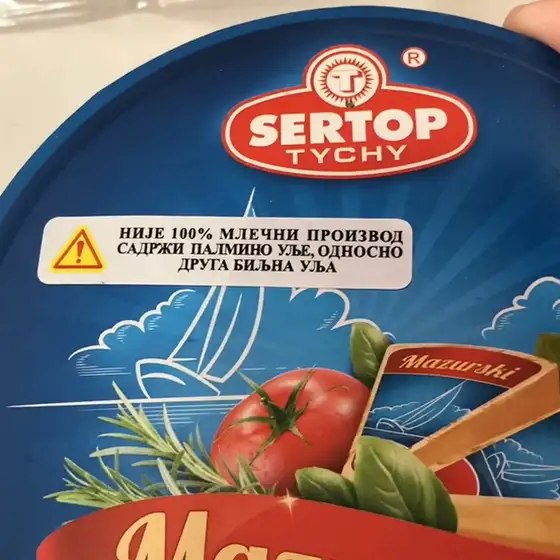 ®
SERTOP
TYCHY
НИЈЕ 100% МЛЕЧНИ ПРОИЗВОД
САДРЖИ ПАЛМИНО УЉЕ, ОДНОСНО
ДРУГА БИЉНА УЉА
Mazurski